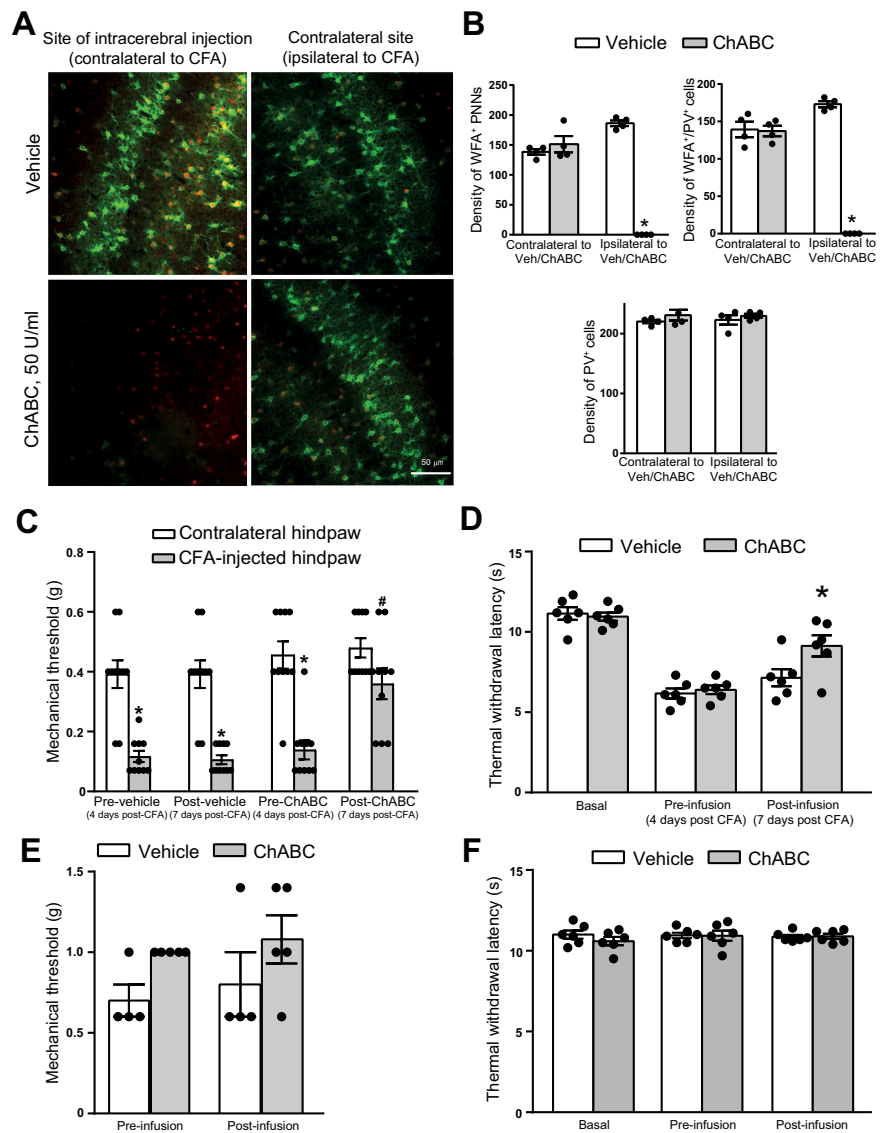 A
Site of intracerebral injection
(contralateral to CFA)
Contralateral site
(ipsilateral to CFA)
Vehicle
ChABC, 50 U/ml
50 μm
B
Vehicle
ChABC
Density of WFA⁺ PNNs
200
150
100
50
0
*
Contralateral to
Veh/ChABC
Ipsilateral to
Veh/ChABC
Density of WFA⁺/PV⁺ cells
200
150
100
50
0
*
Contralateral to
Veh/ChABC
Ipsilateral to
Veh/ChABC
Density of PV⁺ cells
200
100
0
Contralateral to
Veh/ChABC
Ipsilateral to
Veh/ChABC
C
Contralateral hindpaw
CFA-injected hindpaw
Mechanical threshold (g)
0.8
0.6
0.4
0.2
0
*
*
*
#
Pre-vehicle
(4 days post-CFA)
Post-vehicle
(7 days post-CFA)
Pre-ChABC
(4 days post-CFA)
Post-ChABC
(7 days post-CFA)
D
Vehicle
ChABC
Thermal withdrawal latency (s)
15
10
5
0
*
Basal
Pre-infusion
(4 days post CFA)
Post-infusion
(7 days post CFA)
E
Vehicle
ChABC
Mechanical threshold (g)
1.5
1.0
0.5
0
Pre-infusion
Post-infusion
F
Vehicle
ChABC
Thermal withdrawal latency (s)
15
10
5
0
Basal
Pre-infusion
Post-infusion